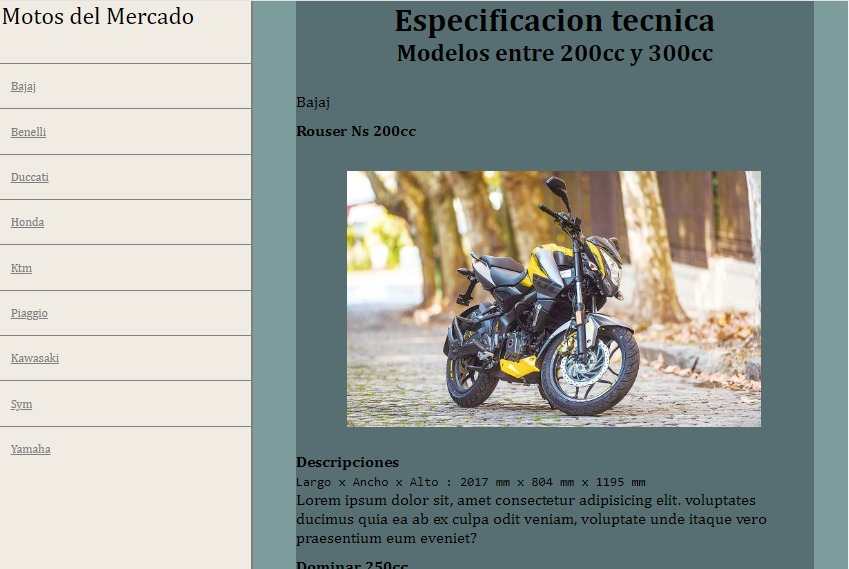 Motos del Mercado
Bajaj
Benelli
Duccati
Honda
Ktm
Piaggio
Kawasaki
Sym
Yamaha
Especificacion tecnica
Modelos entre 200cc y 300cc
Bajaj
Rouser Ns 200cc
Descripciones
Largo x Ancho x Alto : 2017 mm x 804 mm x 1195 mm
Lorem ipsum dolor sit, amet consectetur adipisicing elit. voluptates
ducimus quia ea ab ex culpa odit veniam, voluptate unde itaque vero
praesentium eum eveniet?
Dominar 250cc